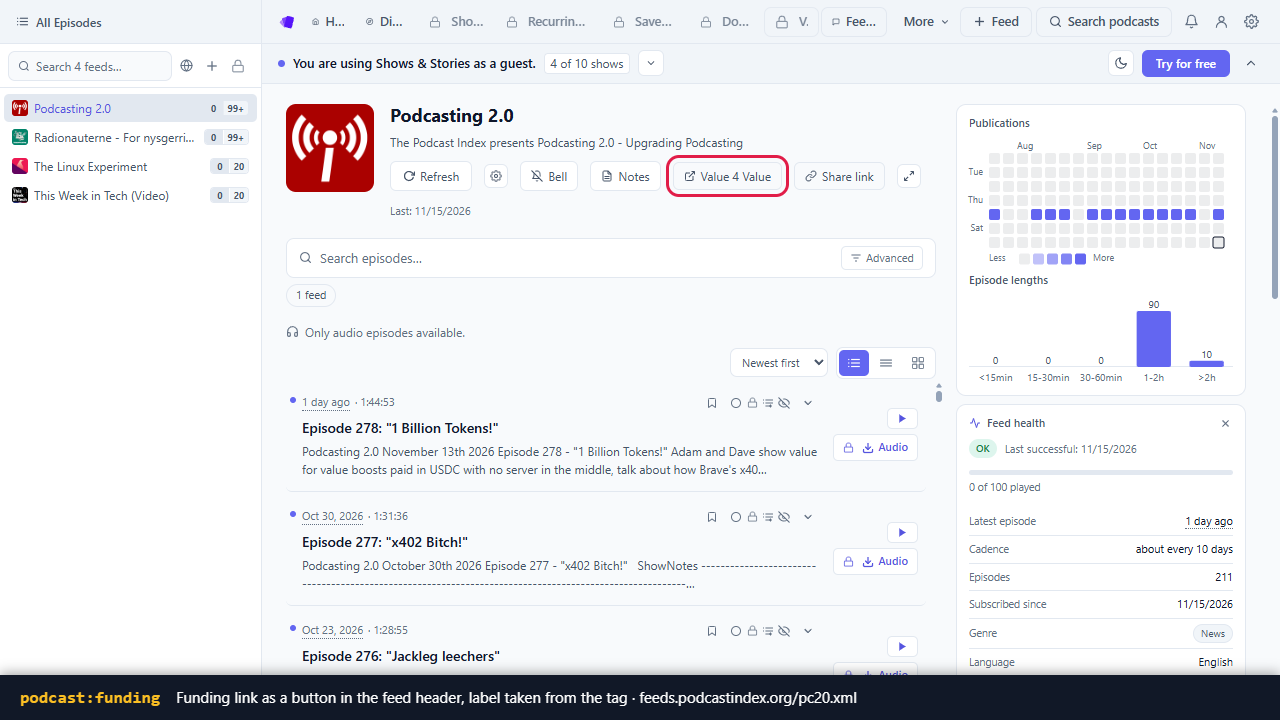 All Episodes
H...
Di...
Sho...
Recurrin...
Save...
Do...
V.
Fee...
More
Feed
Search podcasts
Search 4 feeds...
You are using Shows & Stories as a guest.
4 of 10 shows
Try for free
Podcasting 2.0
0
99+
Radionauterne - For nysgerri...
0
99+
The Linux Experiment
0
20
This Week in Tech (Video)
0
20
Podcasting 2.0
The Podcast Index presents Podcasting 2.0 - Upgrading Podcasting
Refresh
Bell
Notes
Value 4 Value
Share link
Last: 11/15/2026
Search episodes...
Advanced
1 feed
Only audio episodes available.
Newest first
1 day ago · 1:44:53
Episode 278: "1 Billion Tokens!"
Podcasting 2.0 November 13th 2026 Episode 278 - "1 Billion Tokens!" Adam and Dave show value
for value boosts paid in USDC with no server in the middle, talk about how Brave's x40...
Audio
Oct 30, 2026 · 1:31:36
Episode 277: "x402 Bitch!"
Podcasting 2.0 October 30th 2026 Episode 277 - "x402 Bitch!" ShowNotes ------------------------
--------------------------------------------------------------------------------...
Audio
Oct 23, 2026 · 1:28:55
Episode 276: "Jackleg leechers"
Audio
Publications
Aug
Sep
Oct
Nov
Tue
Thu
Sat
Less
More
Episode lengths
0
0
0
90
10
<15min
15-30min
30-60min
1-2h
>2h
Feed health
OK
Last successful: 11/15/2026
0 of 100 played
Latest episode
1 day ago
Cadence
about every 10 days
Episodes
211
Subscribed since
11/15/2026
Genre
News
Language
English
podcast:funding
Funding link as a button in the feed header, label taken from the tag · feeds.podcastindex.org/pc20.xml